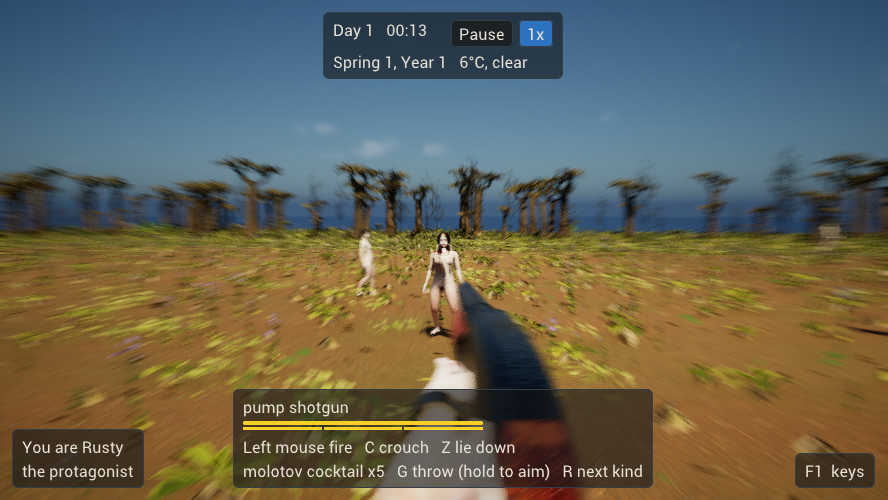 Day 1 00:13 Pause 1x
Spring 1, Year 1 6°C, clear
pump shotgun
Left mouse fire C crouch Z lie down
molotov cocktail x5 G throw (hold to aim) R next kind
You are Rusty
the protagonist
F1 keys